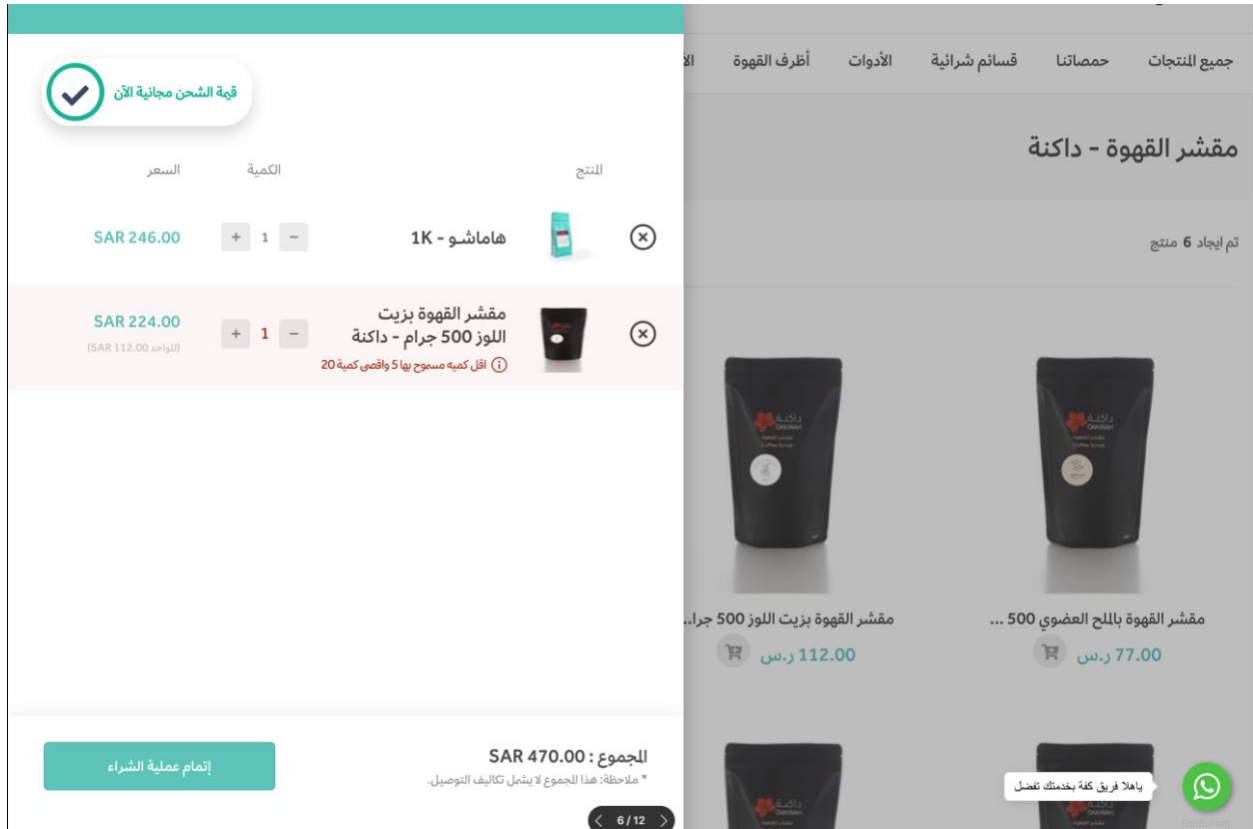 جميع المنتجات
حمصاتنا
قسائم شرائية
الأدوات
أظرف القهوة
مقشر القهوة - داكنة
تم ايجاد 6 منتج
مقشر القهوة بالملح العضوي 500 ...
77.00 ر.س
مقشر القهوة بزيت اللوز 500 جرا..
112.00 ر.س
داكنة
DAKINAH
ياهلا فريق كفة بخدمتك تفضل
قيمة الشحن مجانية الآن
المنتج
الكمية
السعر
هاماشو - 1K
− 1 +
SAR 246.00
مقشر القهوة بزيت
اللوز 500 جرام - داكنة
اقل كميه مسموح بها 5 واقصى كمية 20
− 1 +
SAR 224.00
(للواحد SAR 112.00)
المجموع : SAR 470.00
* ملاحظة: هذا المجموع لا يشمل تكاليف التوصيل.
إتمام عملية الشراء
6/12